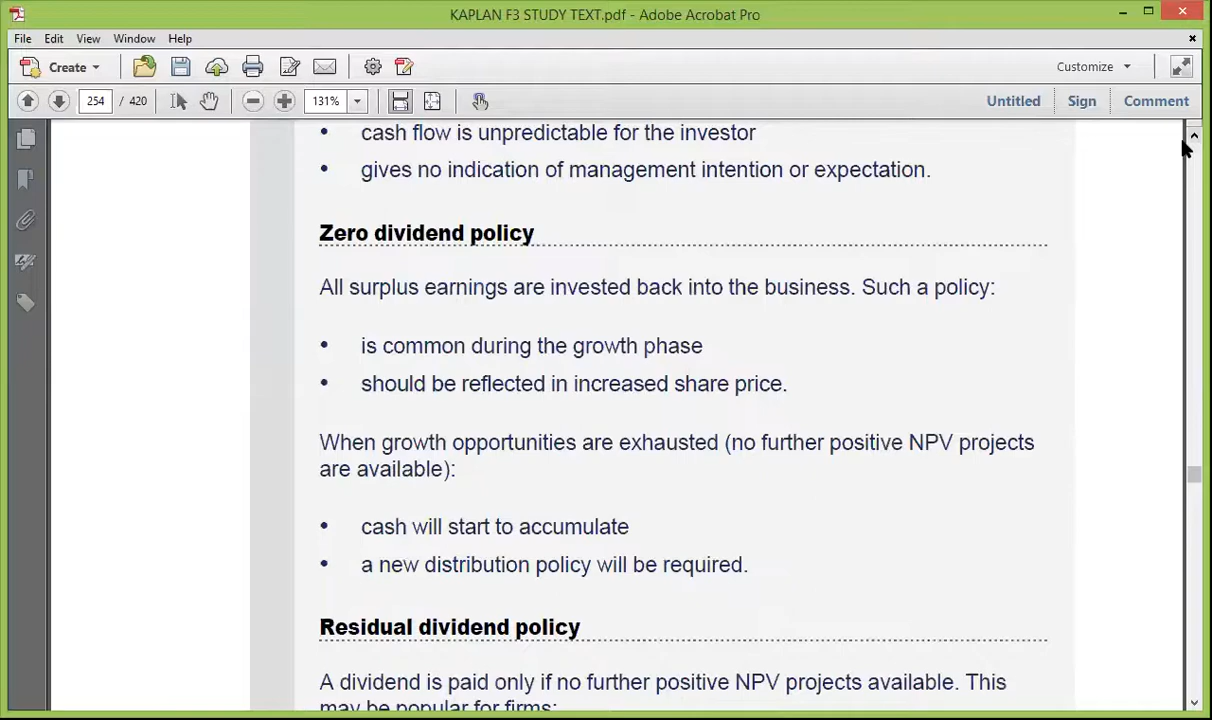 KAPLAN F3 STUDY TEXT.pdf - Adobe Acrobat Pro
File Edit View Window Help
Create Customize
254 / 420 131% Untitled Sign Comment
• cash flow is unpredictable for the investor
• gives no indication of management intention or expectation.
Zero dividend policy
All surplus earnings are invested back into the business. Such a policy:
• is common during the growth phase
• should be reflected in increased share price.
When growth opportunities are exhausted (no further positive NPV projects
are available):
• cash will start to accumulate
• a new distribution policy will be required.
Residual dividend policy
A dividend is paid only if no further positive NPV projects available. This
may be popular for firms: